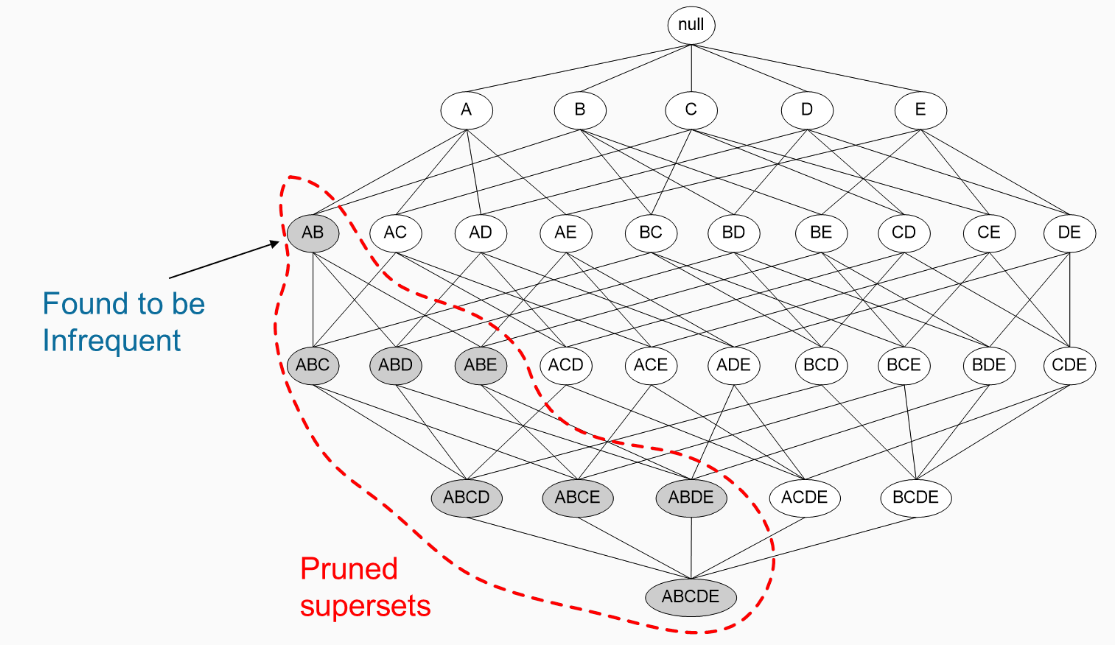 null
A B C D E
AB AC AD AE BC BD BE CD CE DE
Found to be
Infrequent
ABC ABD ABE ACD ACE ADE BCD BCE BDE CDE
ABCD ABCE ABDE ACDE BCDE
Pruned
supersets
ABCDE